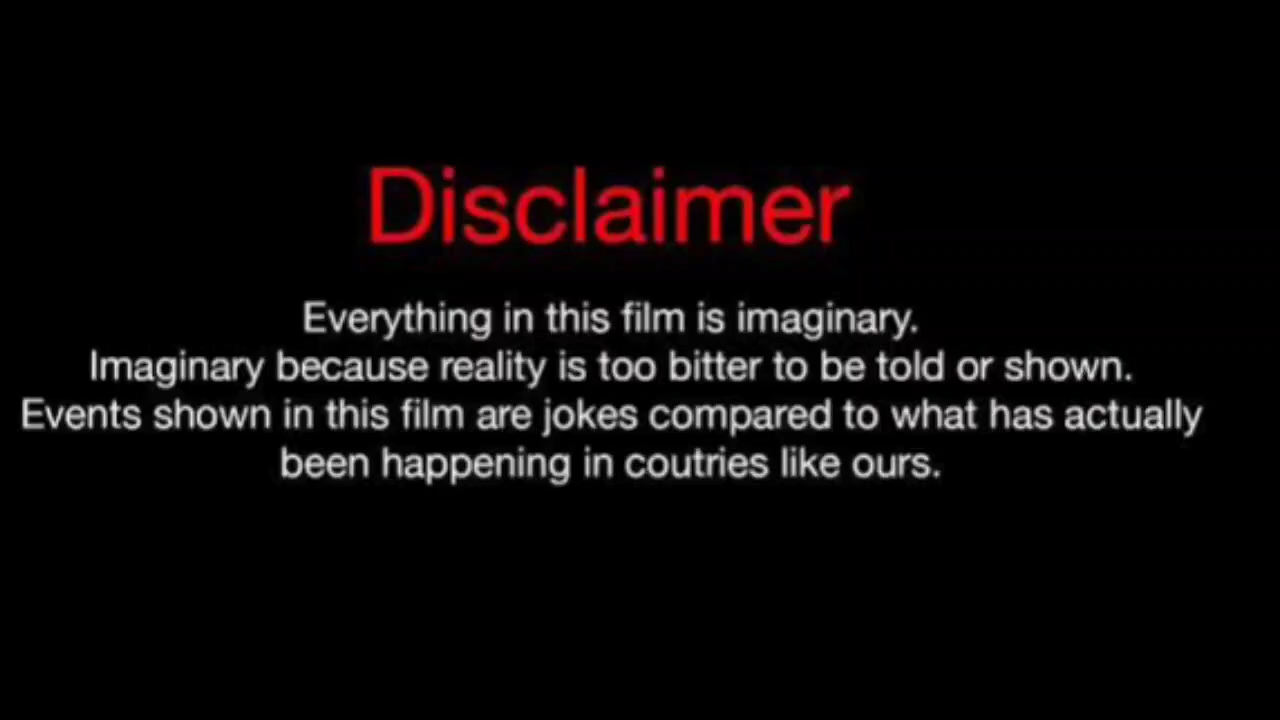 Disclaimer
Everything in this film is imaginary.
Imaginary because reality is too bitter to be told or shown.
Events shown in this film are jokes compared to what has actually
been happening in coutries like ours.